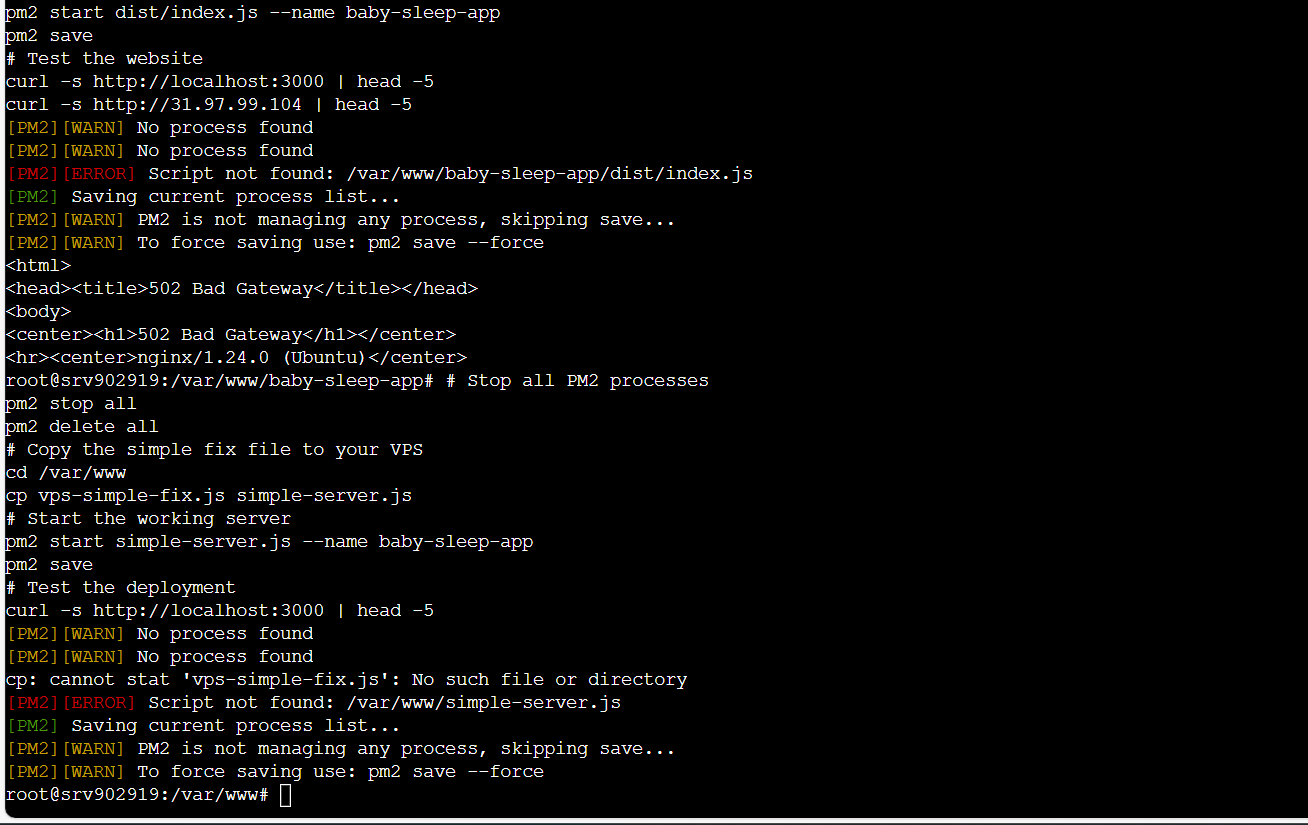 pm2 start dist/index.js --name baby-sleep-app
pm2 save
# Test the website
curl -s http://localhost:3000 | head -5
curl -s http://31.97.99.104 | head -5
[PM2][WARN] No process found
[PM2][WARN] No process found
[PM2][ERROR] Script not found: /var/www/baby-sleep-app/dist/index.js
[PM2] Saving current process list...
[PM2][WARN] PM2 is not managing any process, skipping save...
[PM2][WARN] To force saving use: pm2 save --force
<html>
<head><title>502 Bad Gateway</title></head>
<body>
<center><h1>502 Bad Gateway</h1></center>
<hr><center>nginx/1.24.0 (Ubuntu)</center>
root@srv902919:/var/www/baby-sleep-app# # Stop all PM2 processes
pm2 stop all
pm2 delete all
# Copy the simple fix file to your VPS
cd /var/www
cp vps-simple-fix.js simple-server.js
# Start the working server
pm2 start simple-server.js --name baby-sleep-app
pm2 save
# Test the deployment
curl -s http://localhost:3000 | head -5
[PM2][WARN] No process found
[PM2][WARN] No process found
cp: cannot stat 'vps-simple-fix.js': No such file or directory
[PM2][ERROR] Script not found: /var/www/simple-server.js
[PM2] Saving current process list...
[PM2][WARN] PM2 is not managing any process, skipping save...
[PM2][WARN] To force saving use: pm2 save --force
root@srv902919:/var/www#